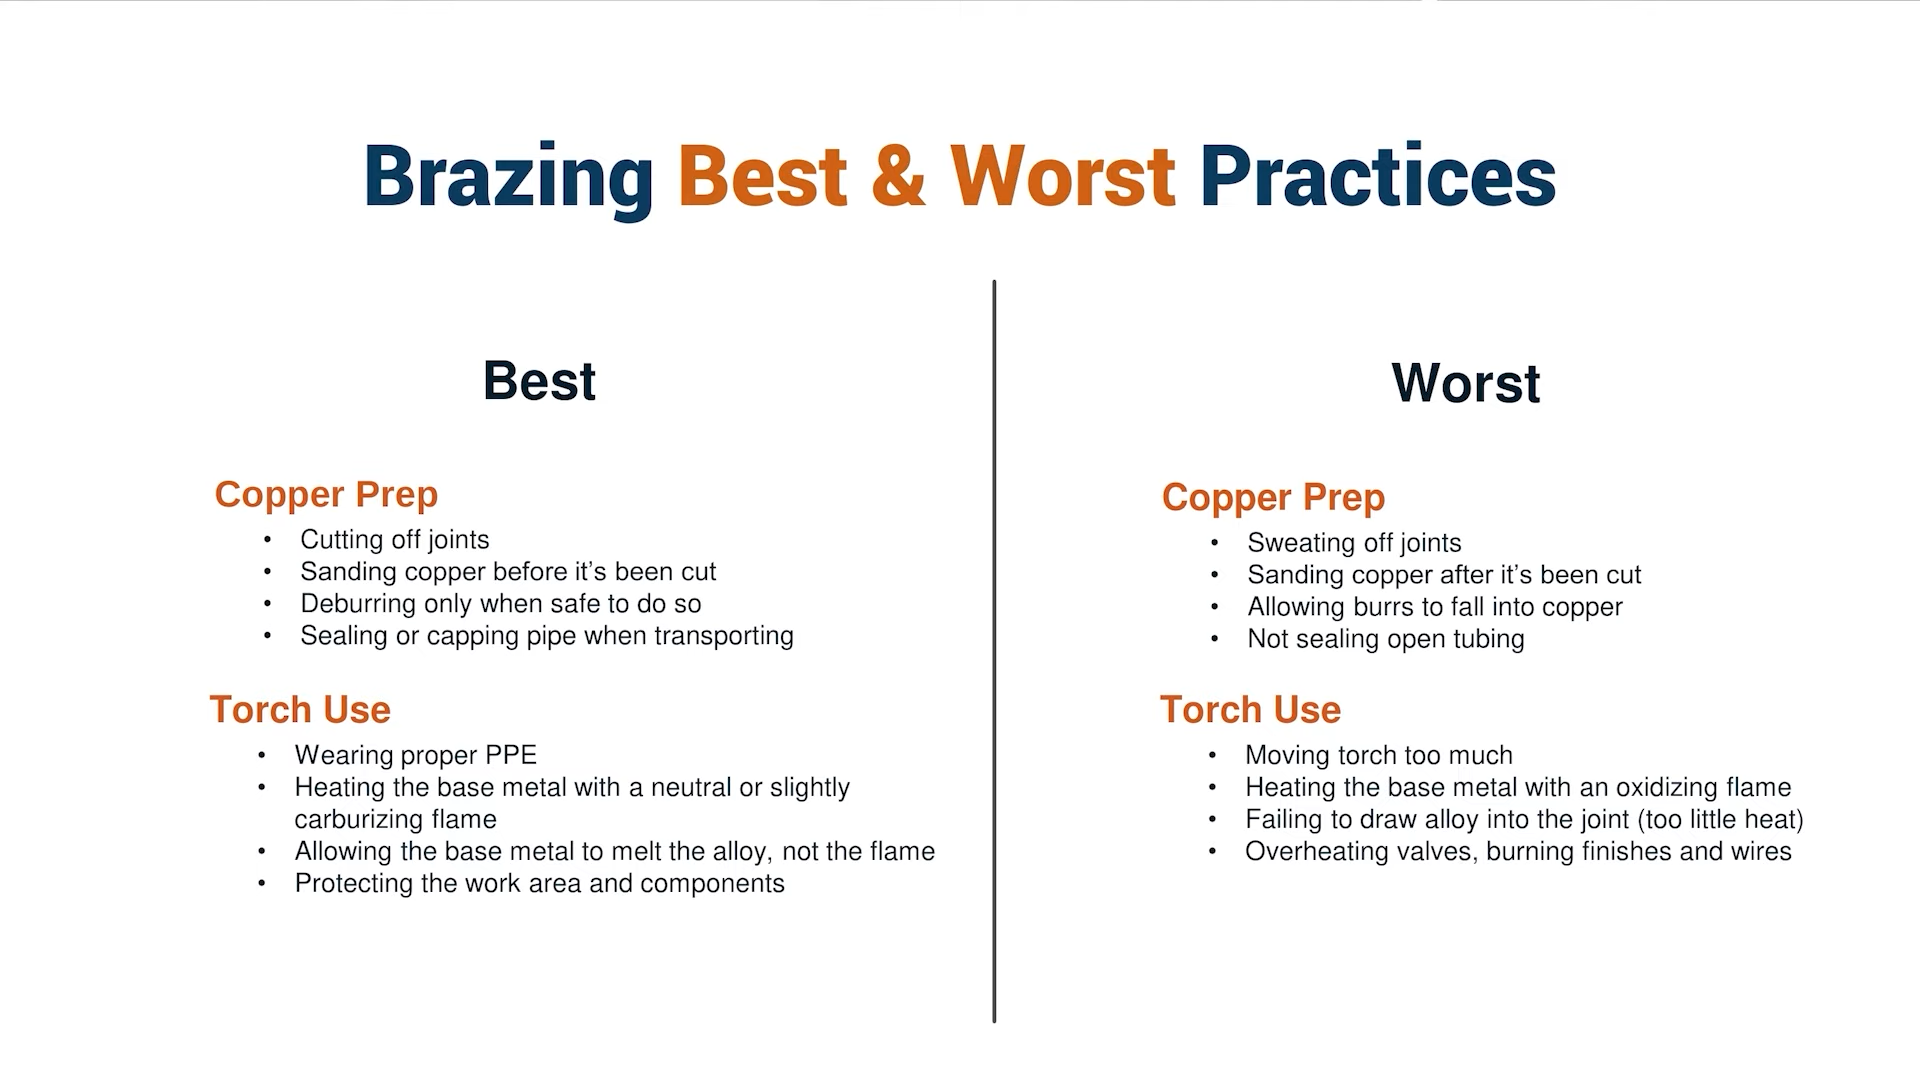 Brazing Best & Worst Practices
Best
Copper Prep
• Cutting off joints
• Sanding copper before it’s been cut
• Deburring only when safe to do so
• Sealing or capping pipe when transporting
Torch Use
• Wearing proper PPE
• Heating the base metal with a neutral or slightly
carburizing flame
• Allowing the base metal to melt the alloy, not the flame
• Protecting the work area and components
Worst
Copper Prep
• Sweating off joints
• Sanding copper after it’s been cut
• Allowing burrs to fall into copper
• Not sealing open tubing
Torch Use
• Moving torch too much
• Heating the base metal with an oxidizing flame
• Failing to draw alloy into the joint (too little heat)
• Overheating valves, burning finishes and wires